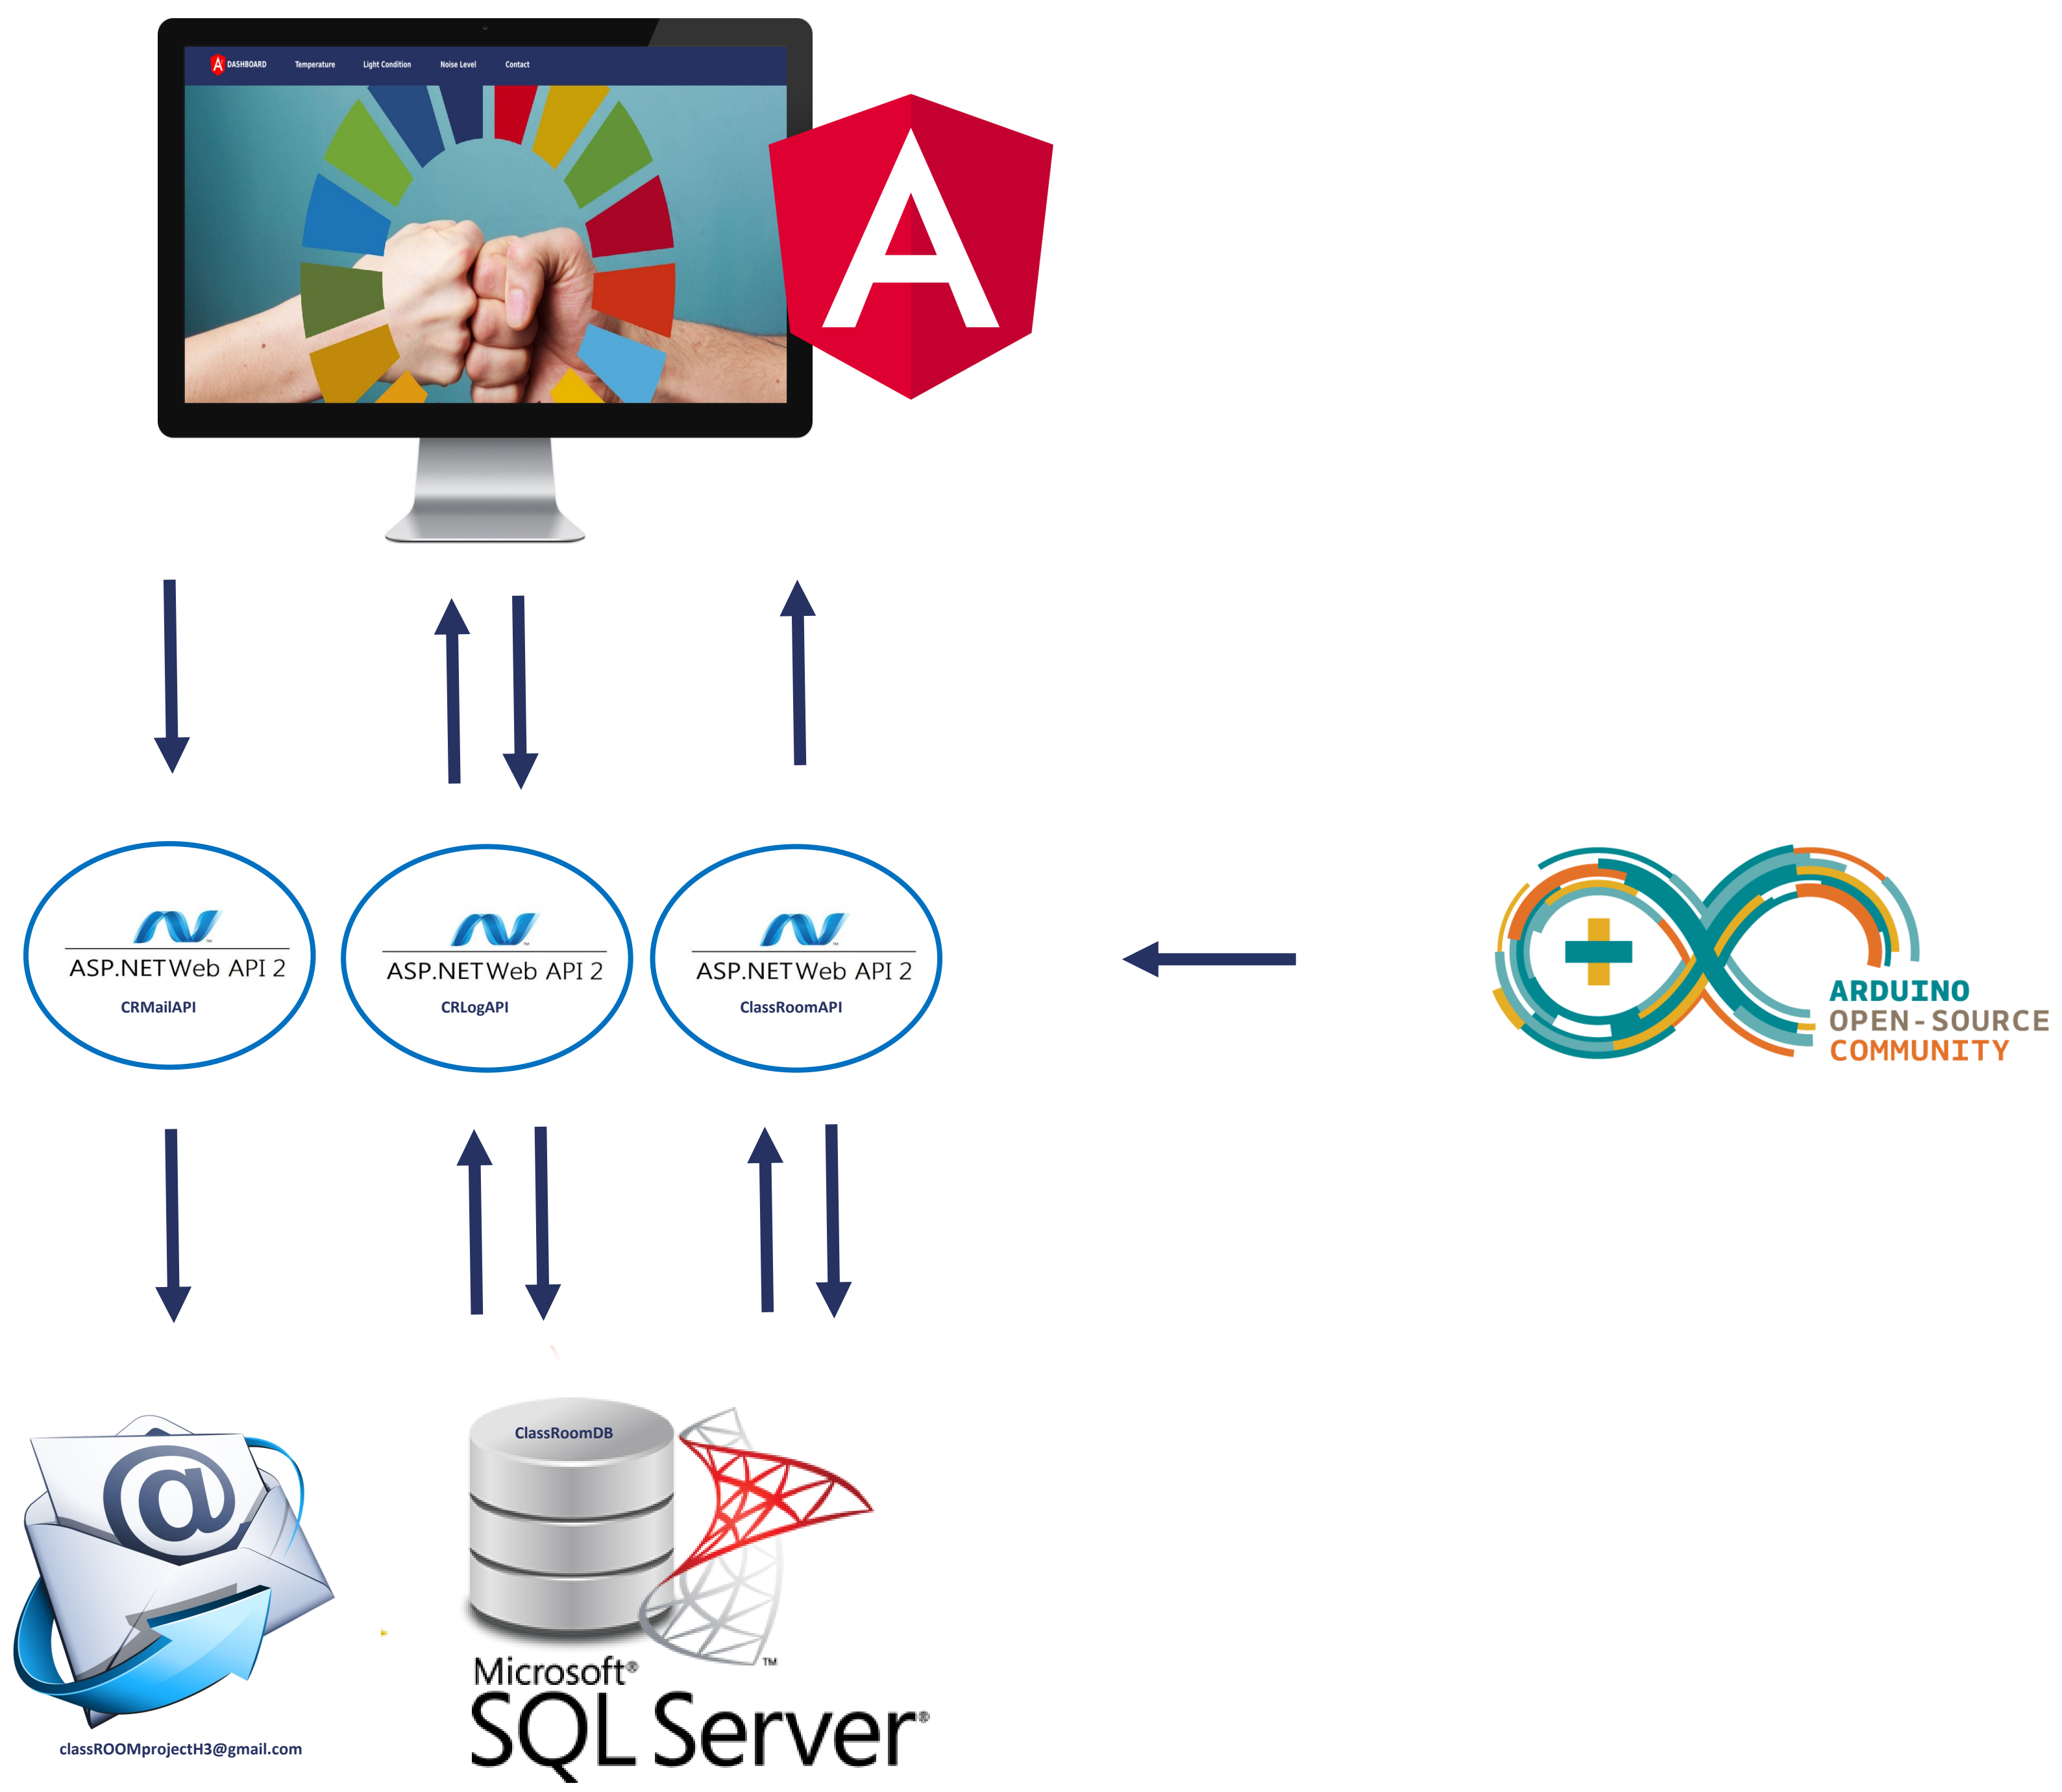 DASHBOARD Temperature Light Condition Noise Level Contact
ASP.NET Web API 2
CRMailAPI
ASP.NET Web API 2
CRLogAPI
ASP.NET Web API 2
ClassRoomAPI
ARDUINO
OPEN-SOURCE
COMMUNITY
@
classROOMprojectH3@gmail.com
ClassRoomDB
TM
Microsoft®
SQL Server®